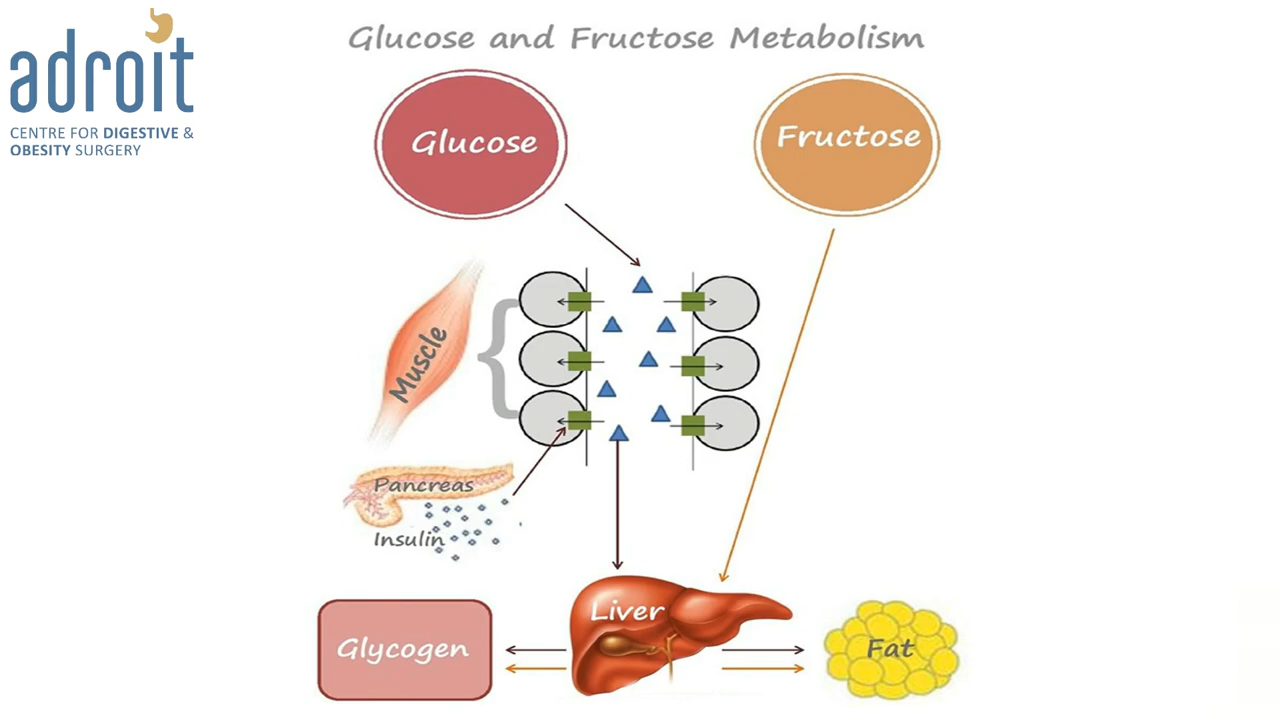 adroit
CENTRE FOR DIGESTIVE &
OBESITY SURGERY
Glucose and Fructose Metabolism
Glucose
Fructose
Muscle
Pancreas
Insulin
Liver
Glycogen
Fat